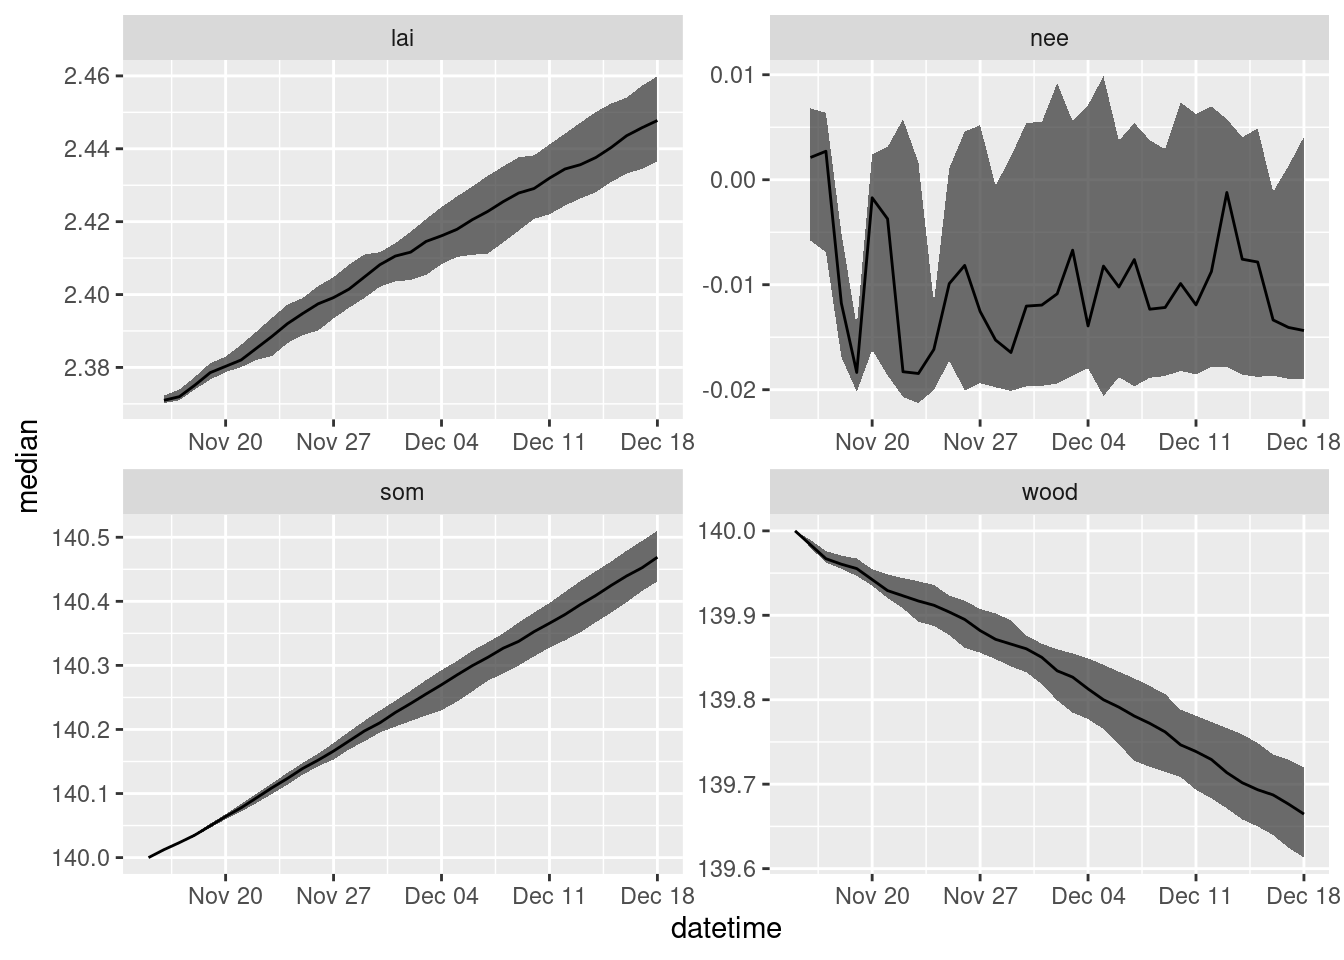 lai
2.46
2.44
2.42
2.40
2.38
Nov 20 Nov 27 Dec 04 Dec 11 Dec 18
nee
0.01
0.00
-0.01
-0.02
Nov 20 Nov 27 Dec 04 Dec 11 Dec 18
som
140.5
140.4
140.3
140.2
140.1
140.0
Nov 20 Nov 27 Dec 04 Dec 11 Dec 18
wood
140.0
139.9
139.8
139.7
139.6
Nov 20 Nov 27 Dec 04 Dec 11 Dec 18
median
datetime